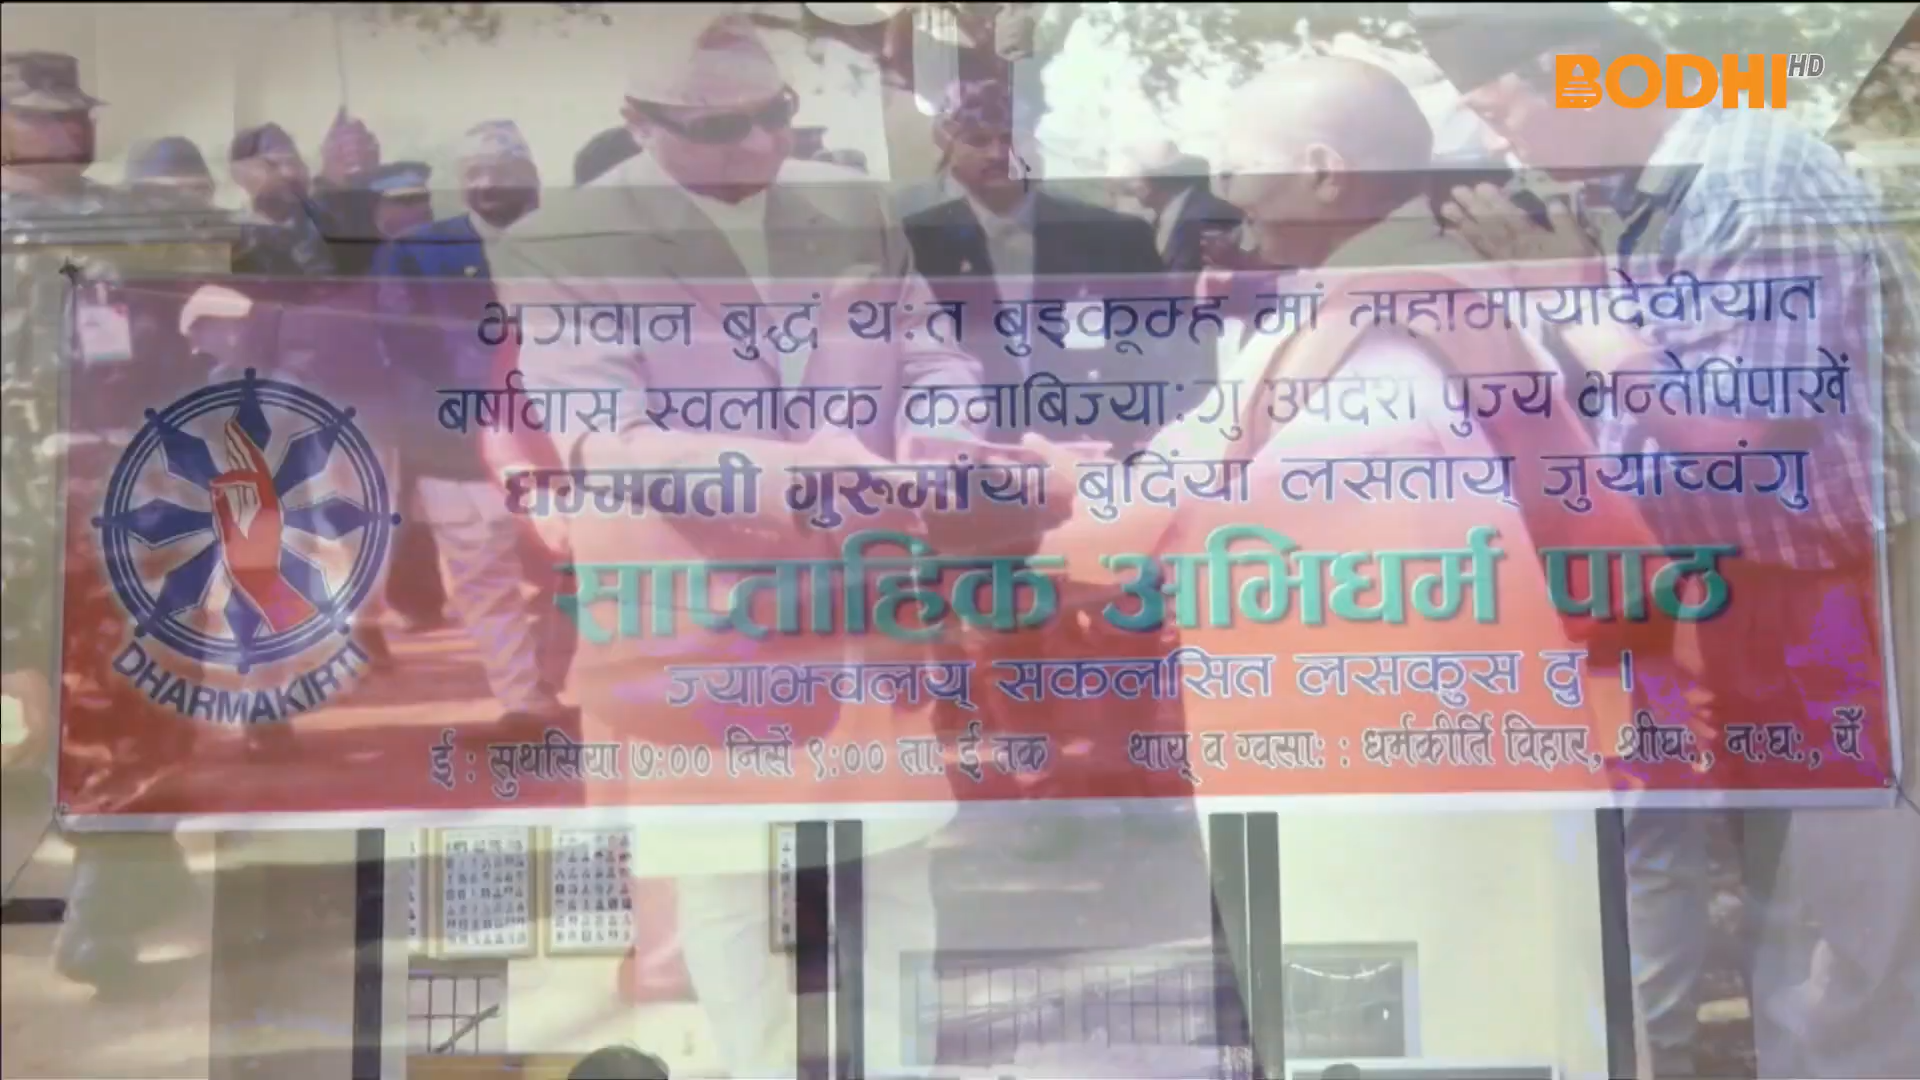 BODHI HD
भगवान बुद्धं थःत बुइकूम्ह मां महामायादेवीयात
बर्षावास स्वलातक कनाबिज्याःगु उपदेश पुज्य भन्तेपिंपाखें
धम्मवती गुरूमांया बुदिंया लसताय् जुयाच्वंगु
साप्ताहिक अभिधर्म पाठ
ज्याझ्वलय् सकलसित लसकुस दु ।
ई : सुथसिया ७:०० निसें ९:०० ताः ई तक थाय् व ग्वसाः : धर्मकीर्ति विहार, श्रीघः, नःघः, येँ
DHARMAKIRTI